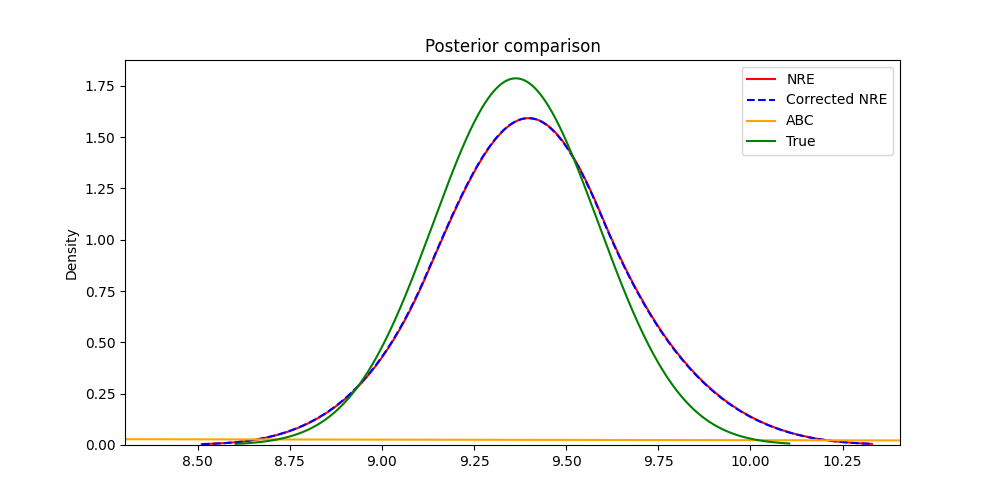 Posterior comparison
NRE
Corrected NRE
ABC
True
Density
1.75
1.50
1.25
1.00
0.75
0.50
0.25
0.00
8.50 8.75 9.00 9.25 9.50 9.75 10.00 10.25